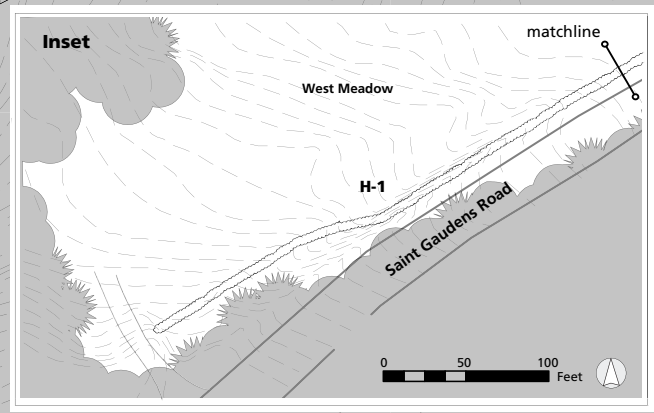 Inset
matchline
West Meadow
H-1
Saint Gaudens Road
0 50 100
Feet